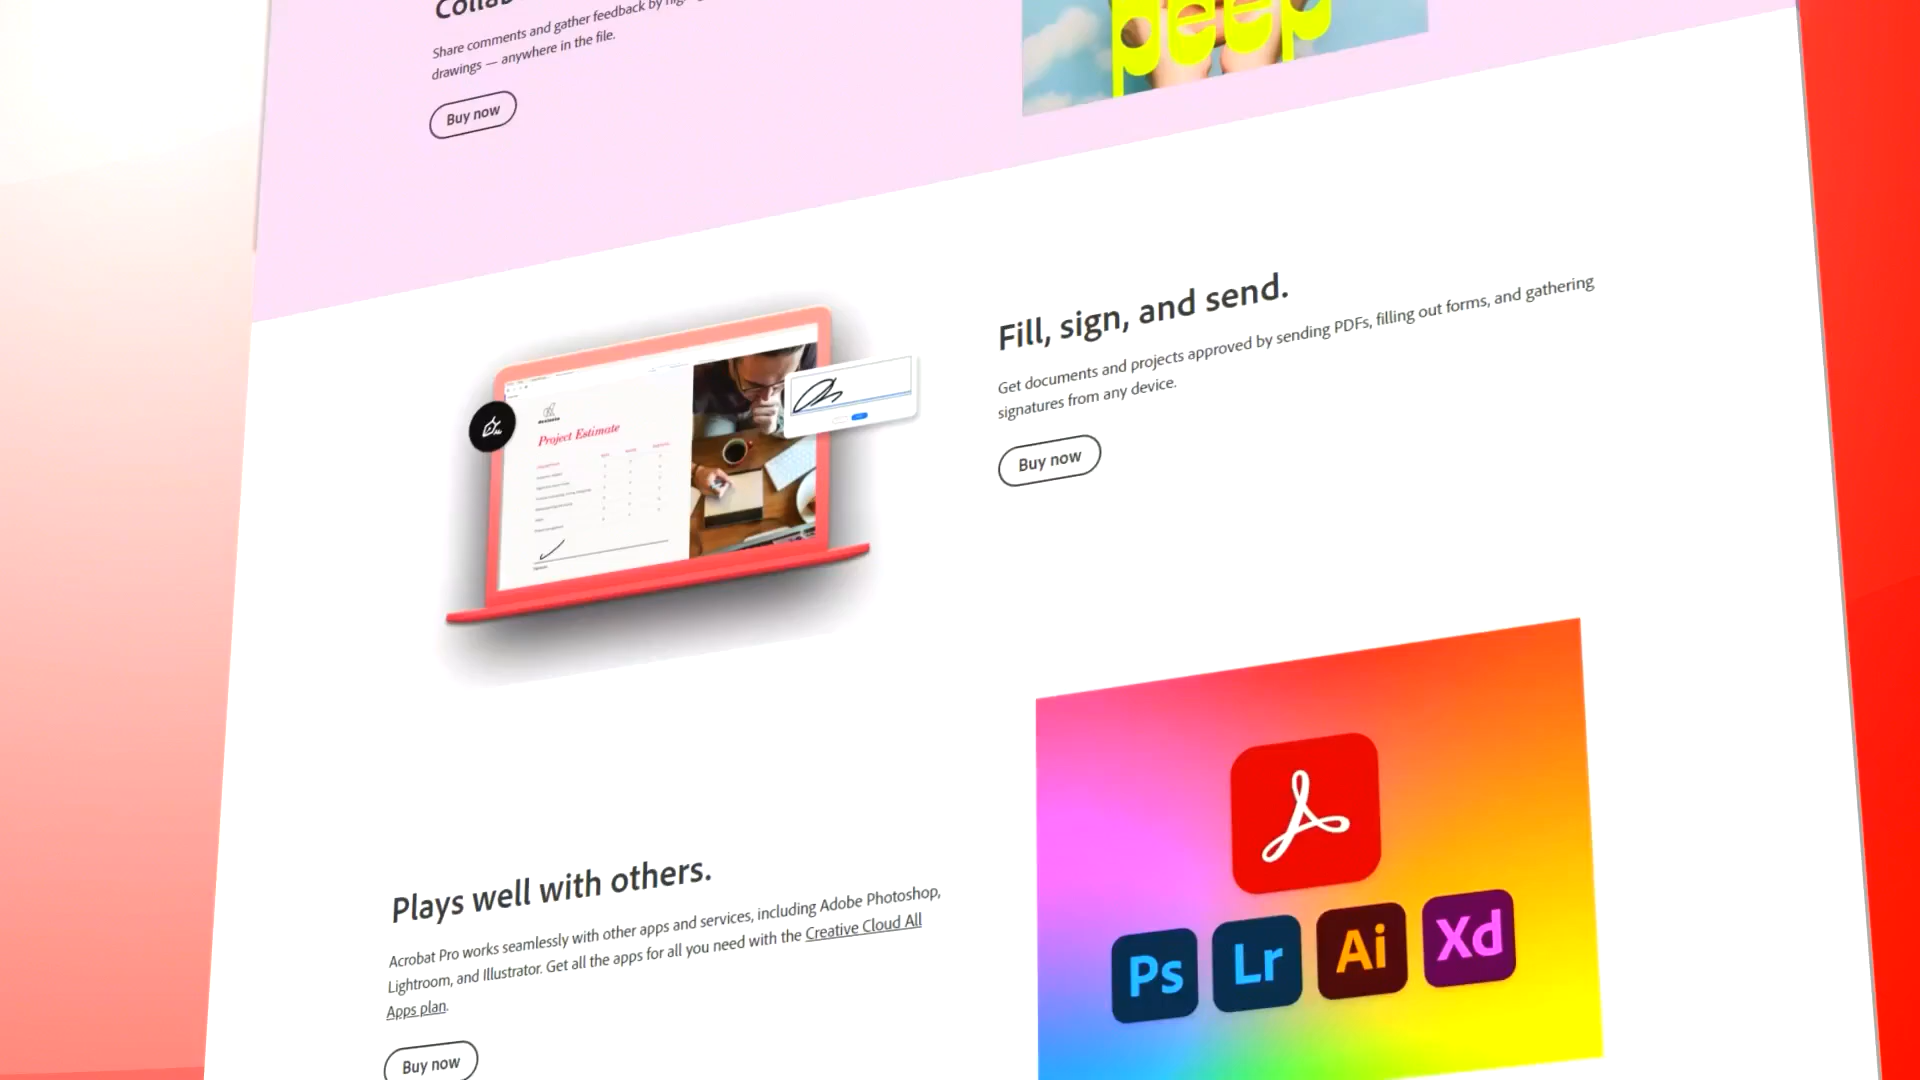 Share comments and gather feedback by
drawings — anywhere in the file.
Buy now
peep
Fill, sign, and send.
Get documents and projects approved by sending PDFs, filling out forms, and gathering
signatures from any device.
Buy now
Project Estimate
Plays well with others.
Acrobat Pro works seamlessly with other apps and services, including Adobe Photoshop,
Lightroom, and Illustrator. Get all the apps for all you need with the Creative Cloud All
Apps plan.
Buy now
Ps Lr Ai Xd